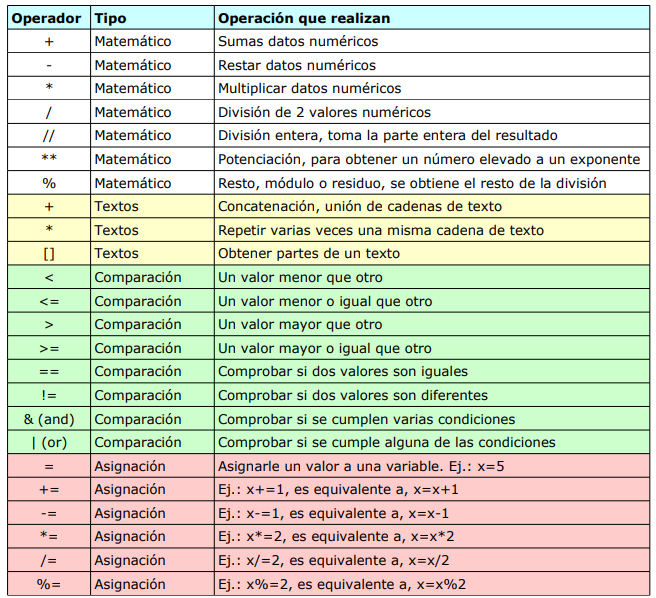 Operador Tipo Operación que realizan
+ Matemático Sumas datos numéricos
- Matemático Restar datos numéricos
* Matemático Multiplicar datos numéricos
/ Matemático División de 2 valores numéricos
// Matemático División entera, toma la parte entera del resultado
** Matemático Potenciación, para obtener un número elevado a un exponente
% Matemático Resto, módulo o residuo, se obtiene el resto de la división
+ Textos Concatenación, unión de cadenas de texto
* Textos Repetir varias veces una misma cadena de texto
[] Textos Obtener partes de un texto
< Comparación Un valor menor que otro
<= Comparación Un valor menor o igual que otro
> Comparación Un valor mayor que otro
>= Comparación Un valor mayor o igual que otro
== Comparación Comprobar si dos valores son iguales
!= Comparación Comprobar si dos valores son diferentes
& (and) Comparación Comprobar si se cumplen varias condiciones
| (or) Comparación Comprobar si se cumple alguna de las condiciones
= Asignación Asignarle un valor a una variable. Ej.: x=5
+= Asignación Ej.: x+=1, es equivalente a, x=x+1
-= Asignación Ej.: x-=1, es equivalente a, x=x-1
*= Asignación Ej.: x*=2, es equivalente a, x=x*2
/= Asignación Ej.: x/=2, es equivalente a, x=x/2
%= Asignación Ej.: x%=2, es equivalente a, x=x%2